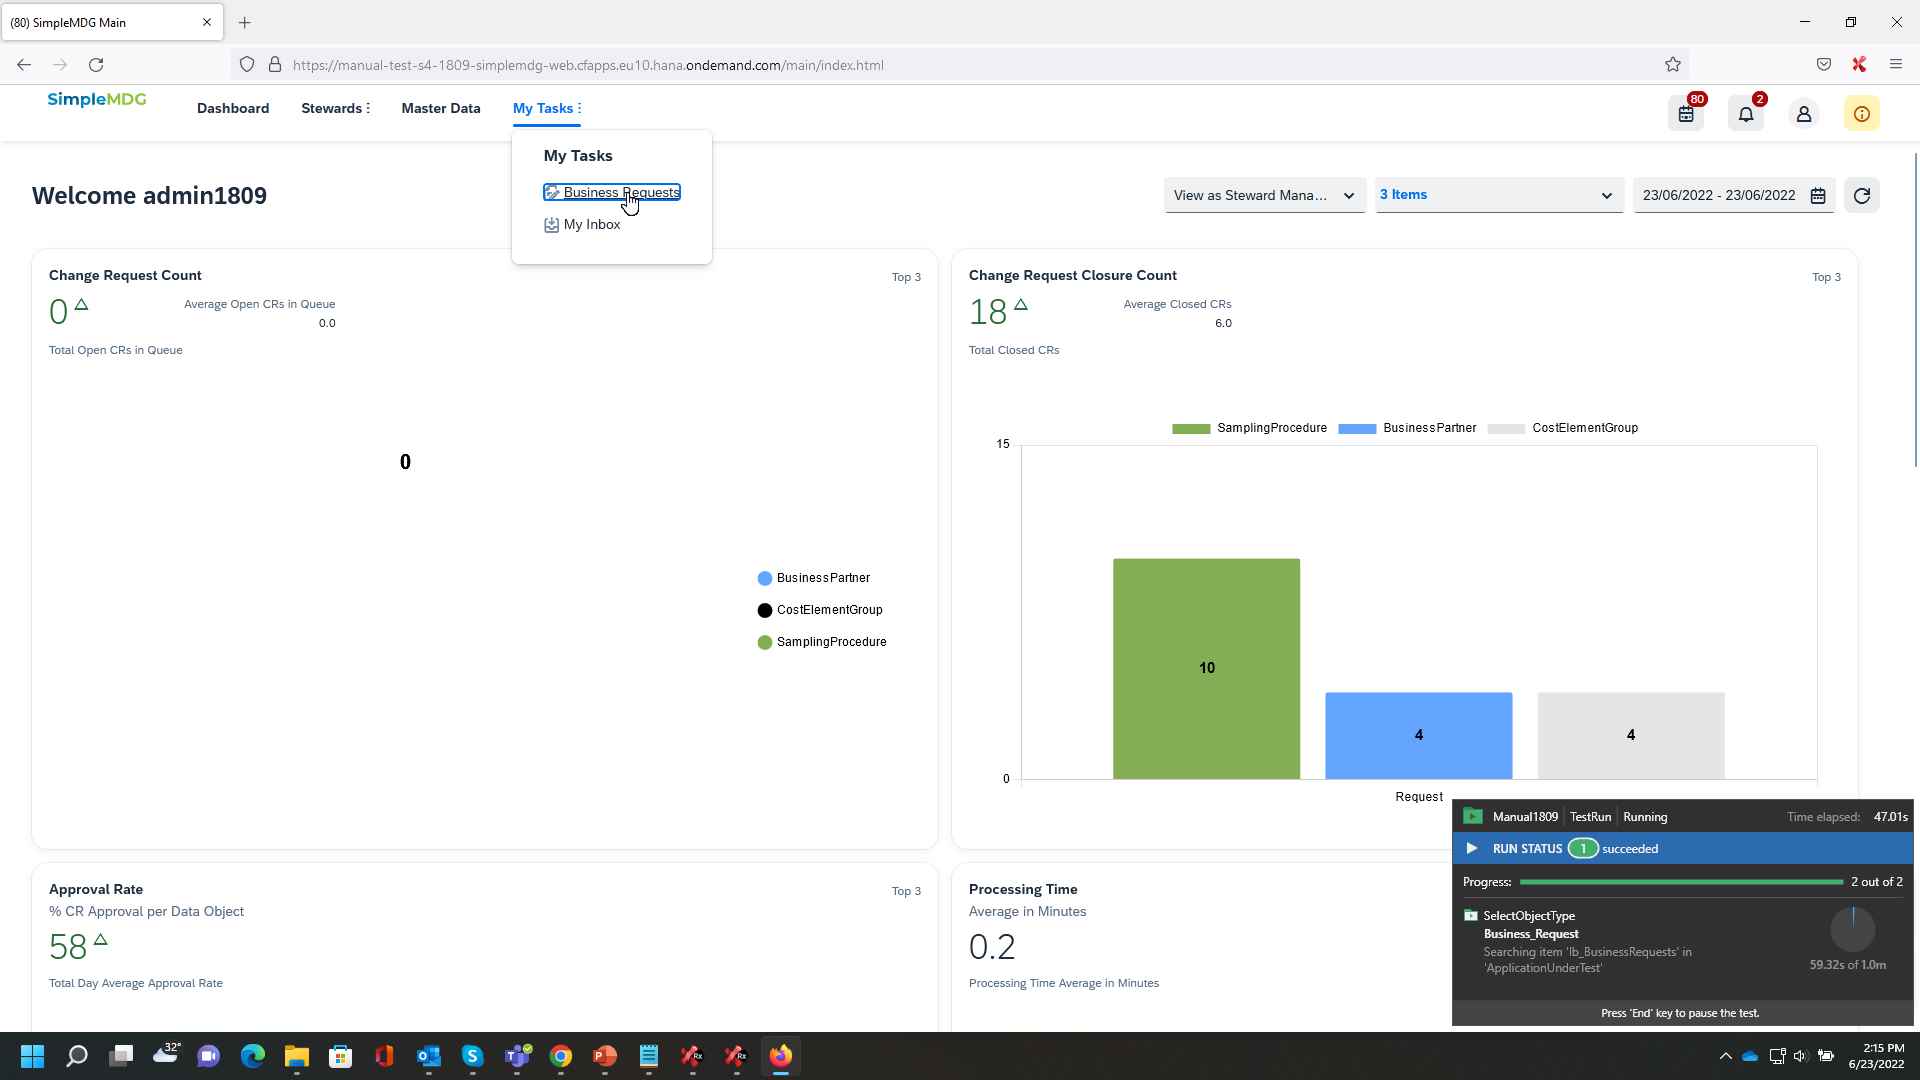 (80) SimpleMDG Main
https://manual-test-s4-1809-simplemdg-web.cfapps.eu10.hana.ondemand.com/main/index.html
SimpleMDG
Dashboard
Stewards
Master Data
My Tasks
80
2
My Tasks
Business Requests
My Inbox
Welcome admin1809
View as Steward Mana...
3 Items
23/06/2022 - 23/06/2022
Change Request Count
Top 3
0
Average Open CRs in Queue
0.0
Total Open CRs in Queue
0
BusinessPartner
CostElementGroup
SamplingProcedure
Change Request Closure Count
Top 3
18
Average Closed CRs
6.0
Total Closed CRs
SamplingProcedure
BusinessPartner
CostElementGroup
15
10
4
4
0
Request
Approval Rate
Top 3
% CR Approval per Data Object
58
Total Day Average Approval Rate
Processing Time
Average in Minutes
0.2
Processing Time Average in Minutes
Manual1809 TestRun Running
Time elapsed: 47.01s
RUN STATUS 1 succeeded
Progress: 2 out of 2
SelectObjectType
Business_Request
Searching item 'lb_BusinessRequests' in
'ApplicationUnderTest'
59.32s of 1.0m
Press 'End' key to pause the test.
32°
2:15 PM
6/23/2022